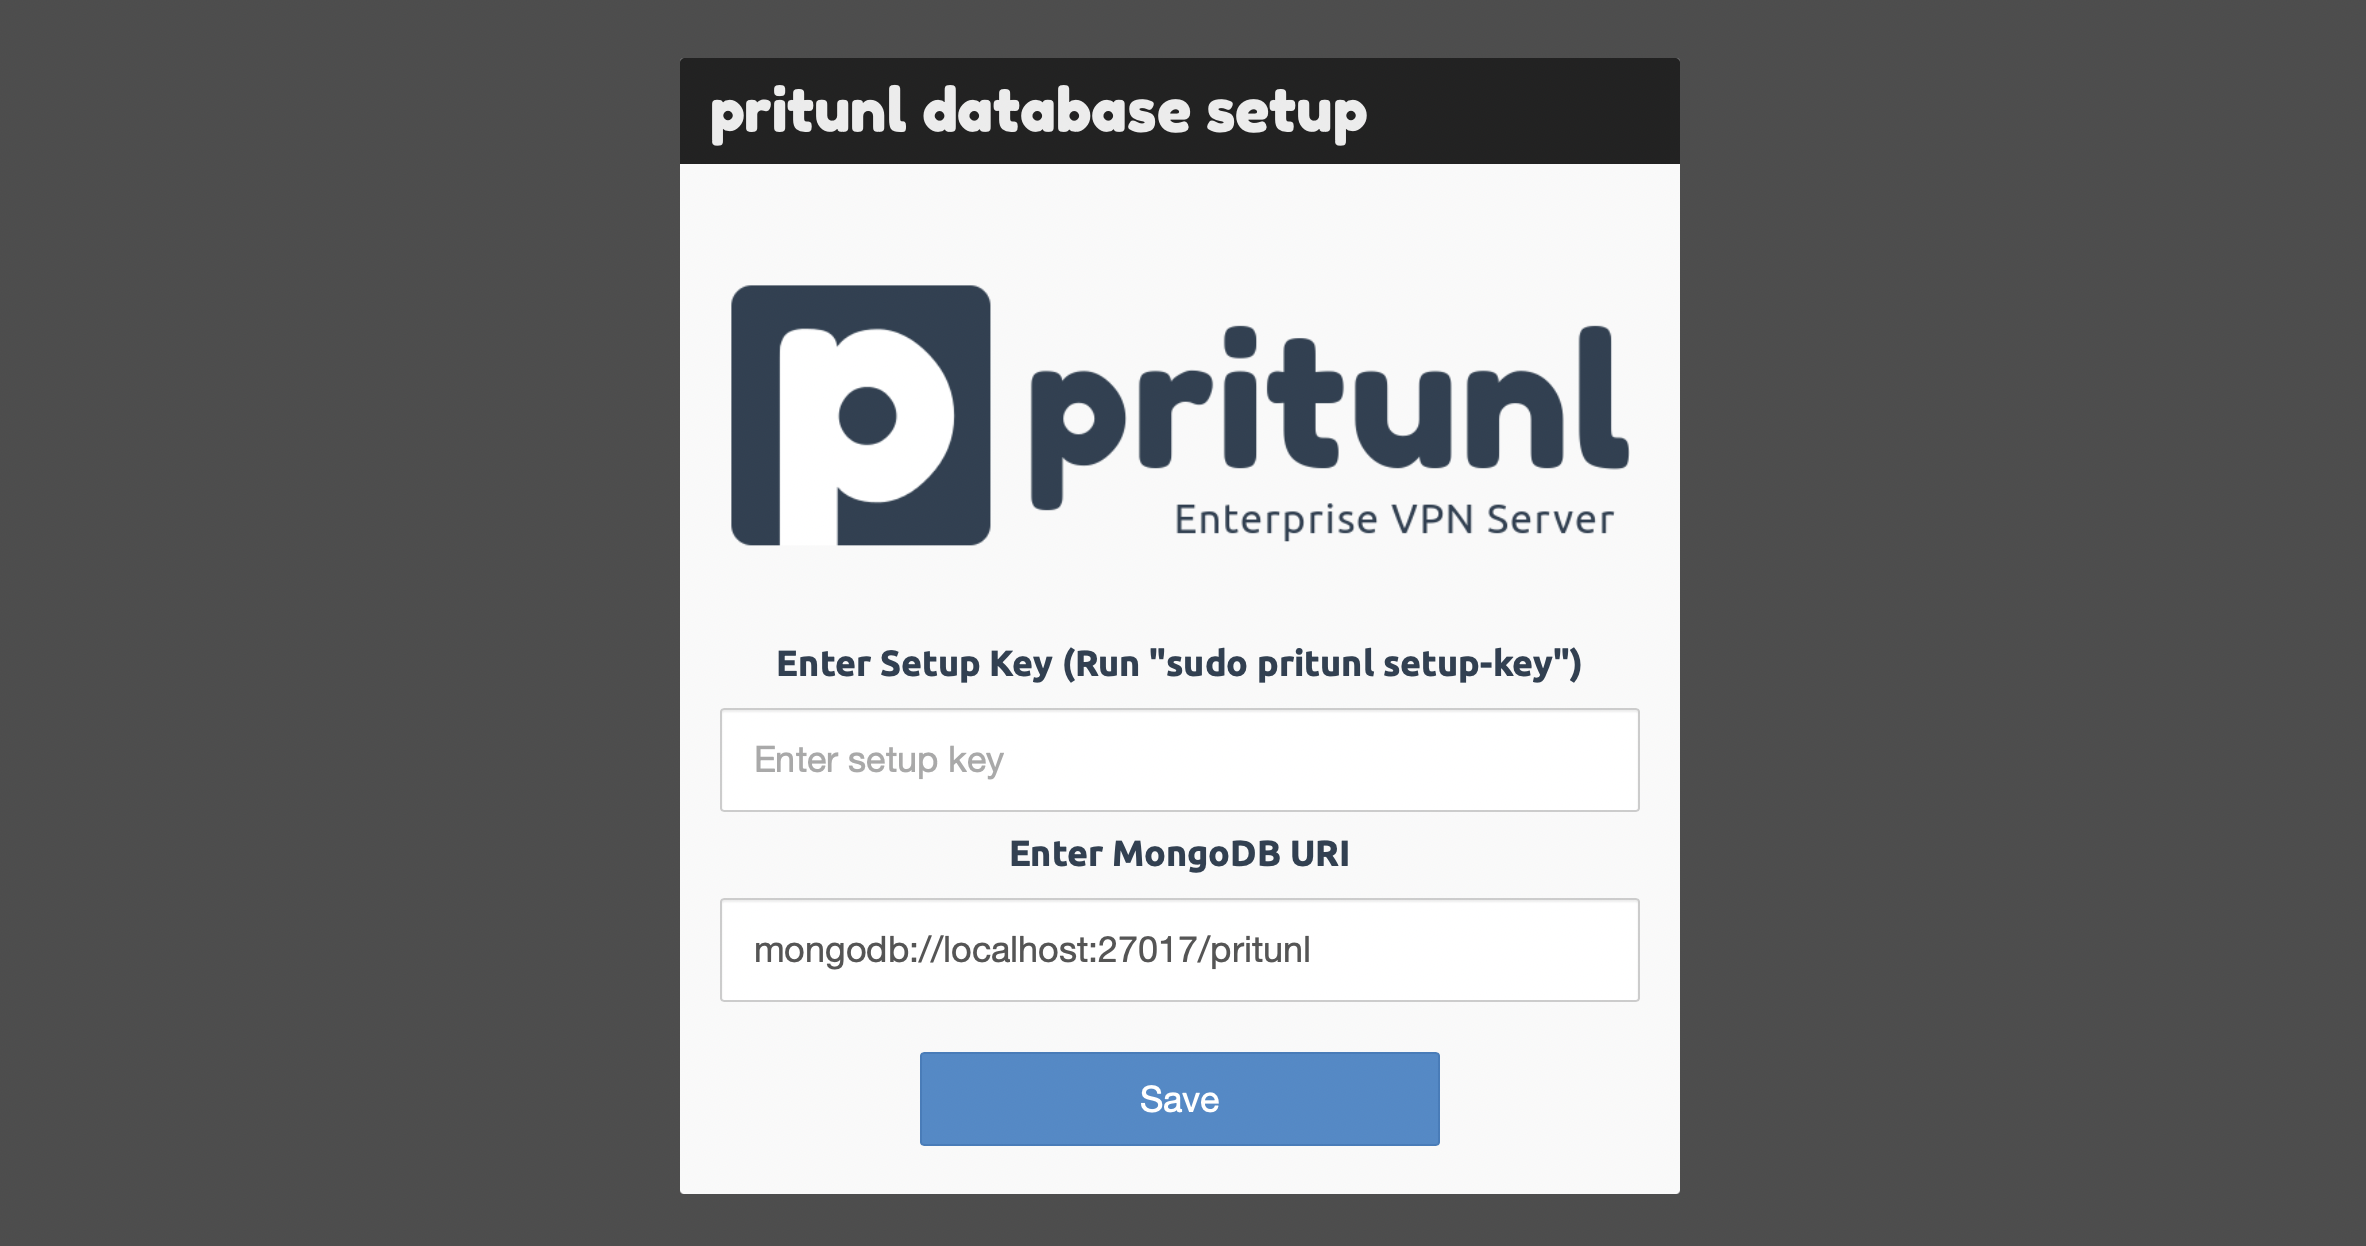 pritunl database setup
pritunl
Enterprise VPN Server
Enter Setup Key (Run "sudo pritunl setup-key")
Enter setup key
Enter MongoDB URI
mongodb://localhost:27017/pritunl
Save